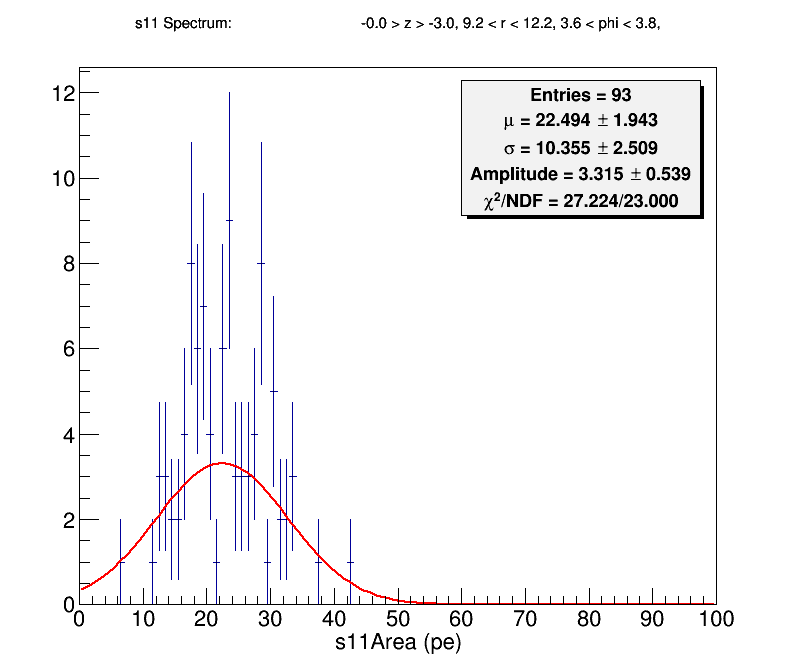 s11 Spectrum: -0.0 > z > -3.0, 9.2 < r < 12.2, 3.6 < phi < 3.8,
Entries = 93
μ = 22.494 ± 1.943
σ = 10.355 ± 2.509
Amplitude = 3.315 ± 0.539
χ²/NDF = 27.224/23.000
12
10
8
6
4
2
0
0 10 20 30 40 50 60 70 80 90 100
s11Area (pe)